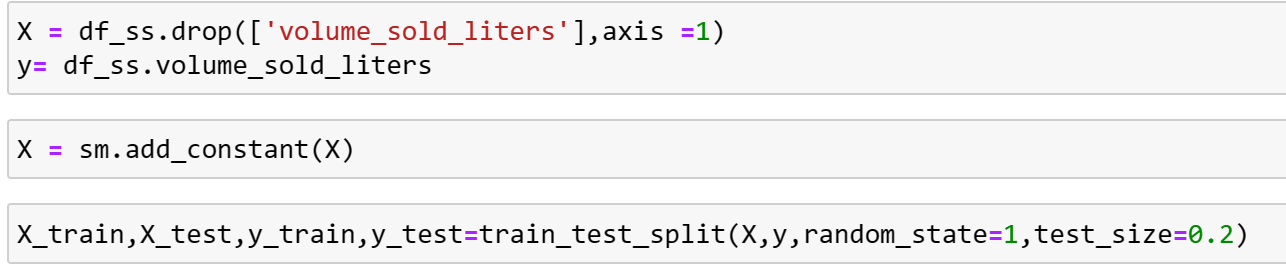 X = df_ss.drop(['volume_sold_liters'],axis =1)
y= df_ss.volume_sold_liters
X = sm.add_constant(X)
X_train,X_test,y_train,y_test=train_test_split(X,y,random_state=1,test_size=0.2)